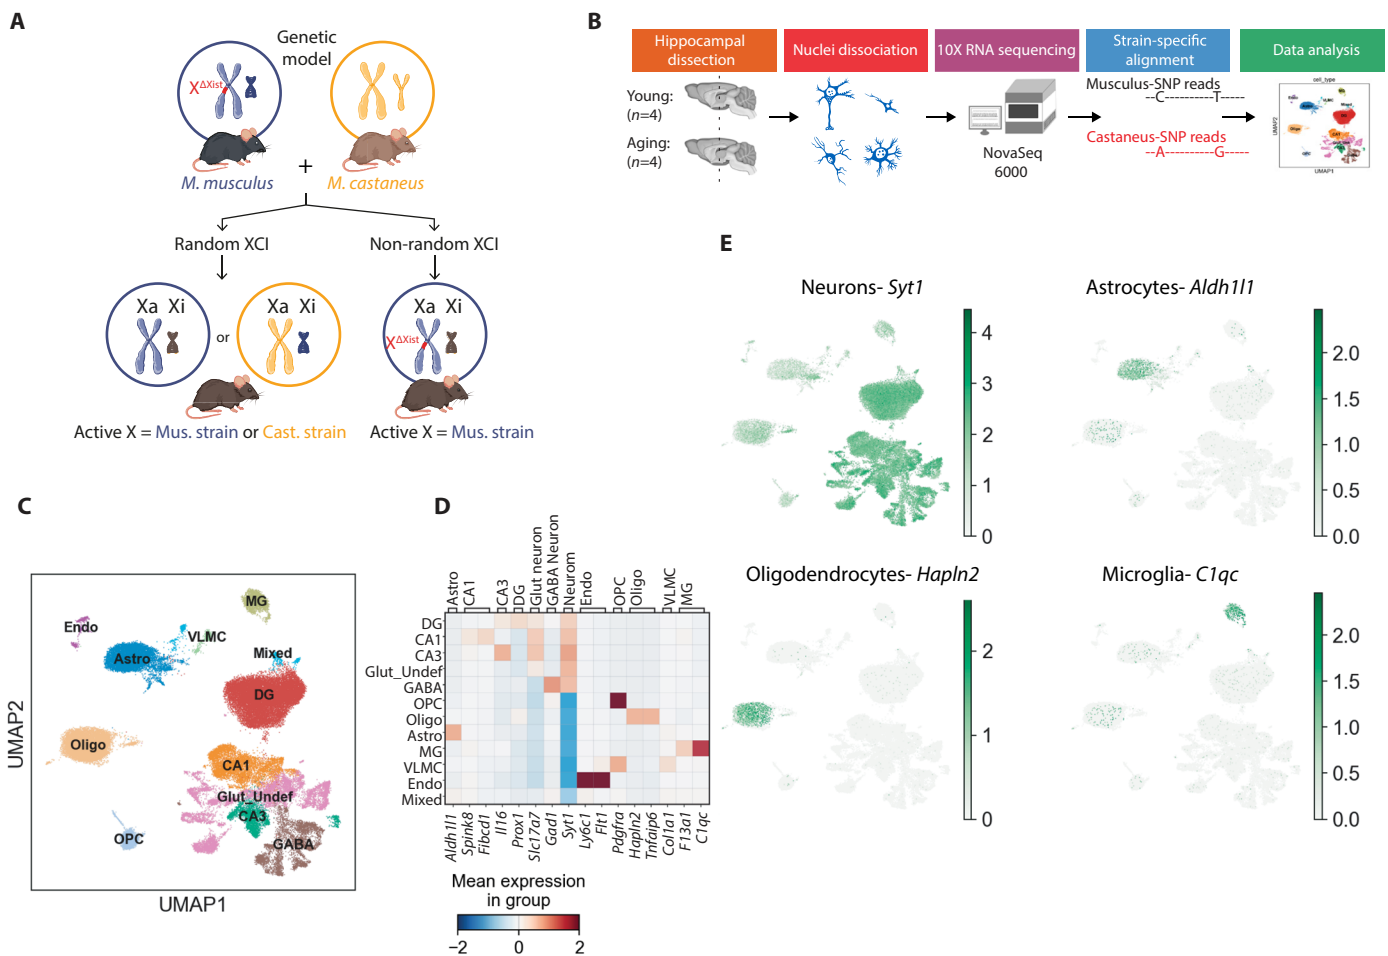 A
Genetic
model
XΔXist
M. musculus
+
M. castaneus
Random XCI
Non-random XCI
Xa Xi
or
Xa Xi
Xa Xi
XΔXist
Active X = Mus. strain or Cast. strain
Active X = Mus. strain
B
Hippocampal
dissection
Nuclei dissociation
10X RNA sequencing
Strain-specific
alignment
Data analysis
Young:
(n=4)
Aging:
(n=4)
NovaSeq
6000
Musculus-SNP reads
--C----------T----
Castaneus-SNP reads
--A---------G----
cell_type
UMAP2
UMAP1
C
MG
Endo
VLMC
Astro
Mixed
DG
Oligo
CA1
Glut_Undef
CA3
OPC
GABA
UMAP2
UMAP1
D
Astro
CA1
CA3
DG
Glut neuron
GABA Neuron
Neurom
Endo
OPC
Oligo
VLMC
MG
DG
CA1
CA3
Glut_Undef
GABA
OPC
Oligo
Astro
MG
VLMC
Endo
Mixed
Aldh1l1
Spink8
Fibcd1
Il16
Prox1
Slc17a7
Gad1
Syt1
Ly6c1
Flt1
Pdgfra
Hapln2
Tnfaip6
Col1a1
F13a1
C1qc
Mean expression
in group
−2 0 2
E
Neurons- Syt1
4
3
2
1
0
Astrocytes- Aldh1l1
2.0
1.5
1.0
0.5
0.0
Oligodendrocytes- Hapln2
2
1
0
Microglia- C1qc
2.0
1.5
1.0
0.5
0.0